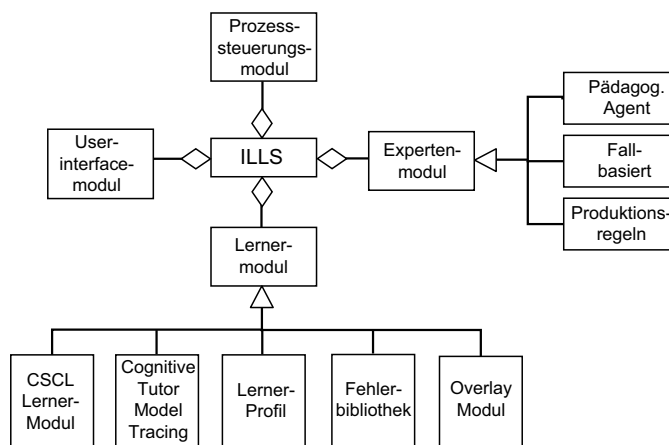 Prozess-
steuerungs-
modul
Pädagog.
Agent
User-
interface-
modul
ILLS
Experten-
modul
Fall-
basiert
Produktions-
regeln
Lerner-
modul
CSCL
Lerner-
Modul
Cognitive
Tutor
Model
Tracing
Lerner-
Profil
Fehler-
bibliothek
Overlay
Modul